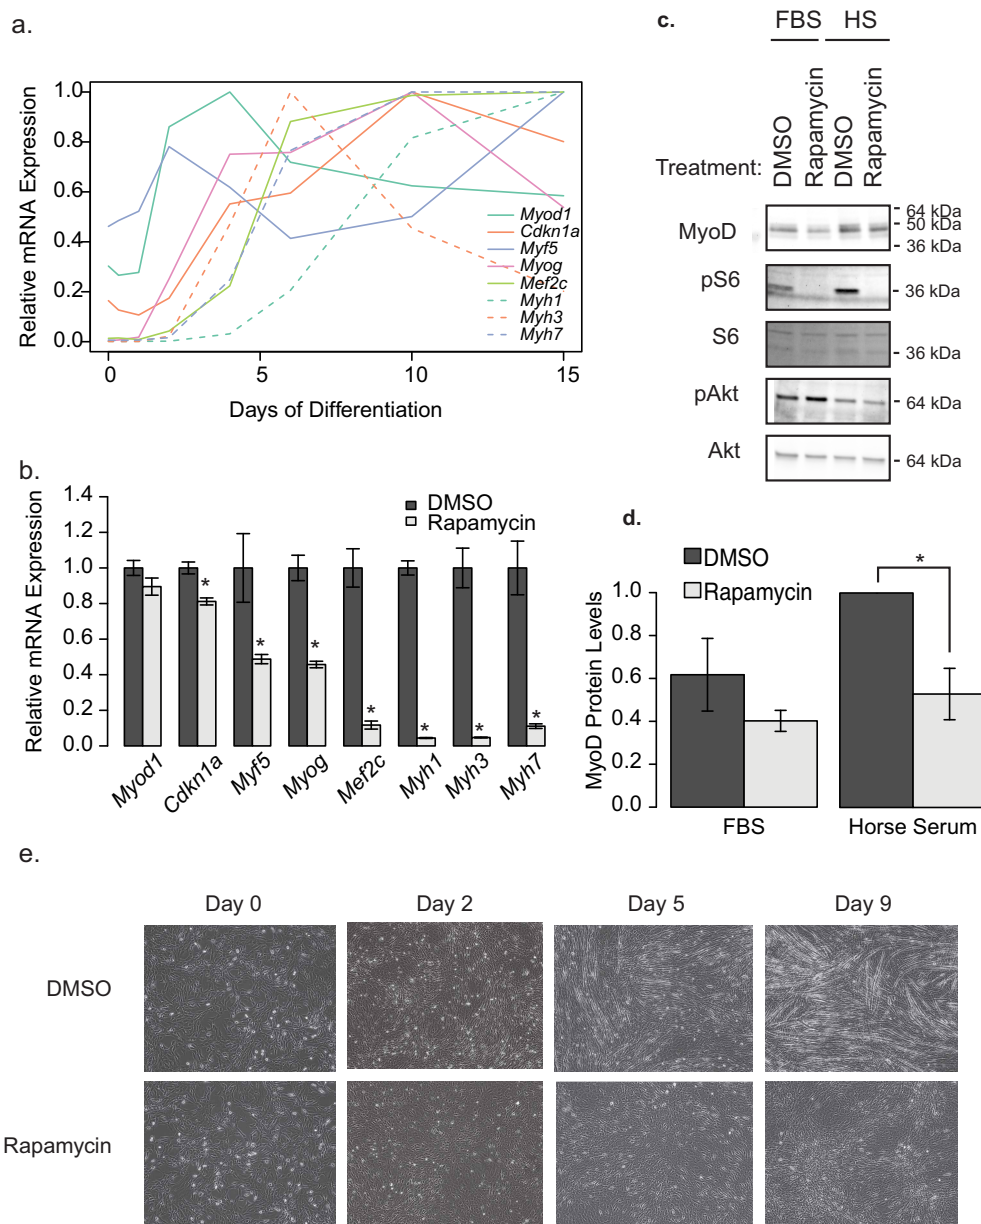 a.
Relative mRNA Expression
1.0
0.8
0.6
0.4
0.2
0.0
0 5 10 15
Days of Differentiation
Myod1
Cdkn1a
Myf5
Myog
Mef2c
Myh1
Myh3
Myh7
b.
Relative mRNA Expression
1.4
1.2
1.0
0.8
0.6
0.4
0.2
0.0
DMSO
Rapamycin
* * * * * * *
Myod1 Cdkn1a Myf5 Myog Mef2c Myh1 Myh3 Myh7
c.
FBS HS
Treatment: DMSO Rapamycin DMSO Rapamycin
MyoD
- 64 kDa
- 50 kDa
- 36 kDa
pS6 - 36 kDa
S6 - 36 kDa
pAkt - 64 kDa
Akt - 64 kDa
d.
MyoD Protein Levels
DMSO
Rapamycin
*
1.0
0.8
0.6
0.4
0.2
0.0
FBS Horse Serum
e.
Day 0 Day 2 Day 5 Day 9
DMSO
Rapamycin